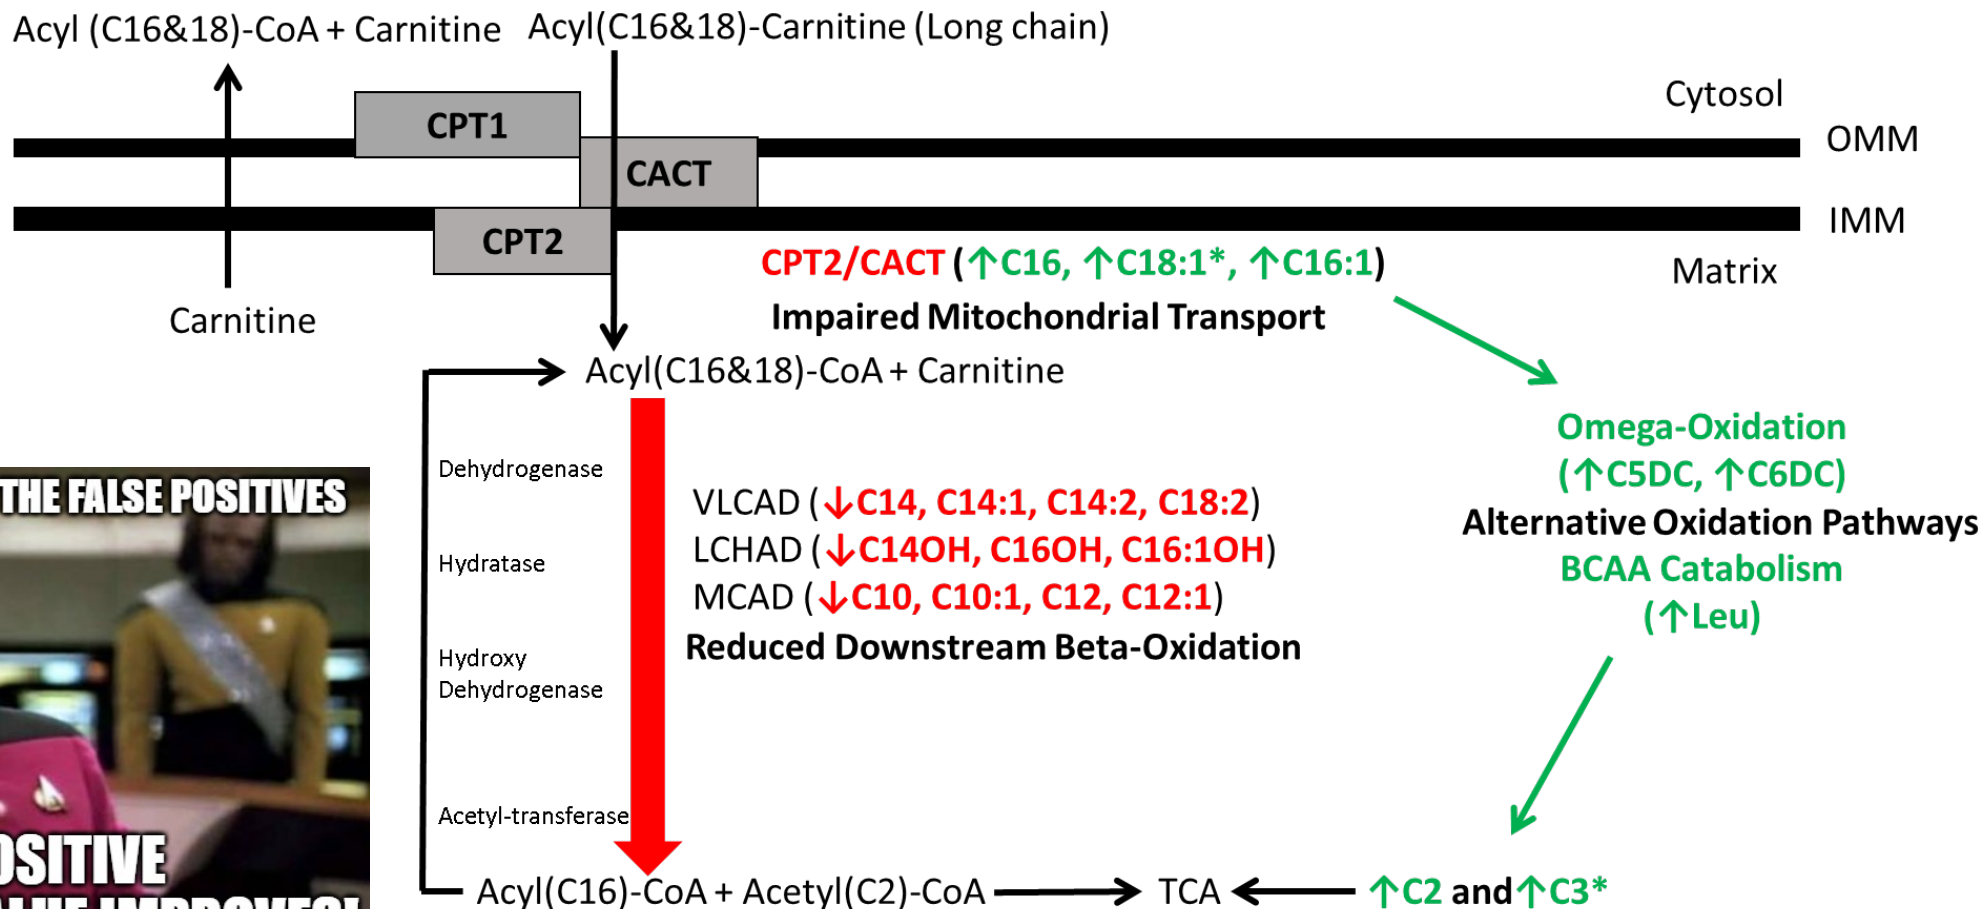 Acyl (C16&18)-CoA + Carnitine
Acyl(C16&18)-Carnitine (Long chain)
Cytosol
CPT1
OMM
CACT
IMM
CPT2
CPT2/CACT (↑C16, ↑C18:1*, ↑C16:1)
Matrix
Impaired Mitochondrial Transport
Carnitine
Acyl(C16&18)-CoA + Carnitine
Omega-Oxidation
(↑C5DC, ↑C6DC)
Alternative Oxidation Pathways
BCAA Catabolism
(↑Leu)
Dehydrogenase
Hydratase
Hydroxy
Dehydrogenase
Acetyl-transferase
VLCAD (↓C14, C14:1, C14:2, C18:2)
LCHAD (↓C14OH, C16OH, C16:1OH)
MCAD (↓C10, C10:1, C12, C12:1)
Reduced Downstream Beta-Oxidation
THE FALSE POSITIVES
OSITIVE
IMPROVES!
Acyl(C16)-CoA + Acetyl(C2)-CoA
TCA
↑C2 and↑C3*